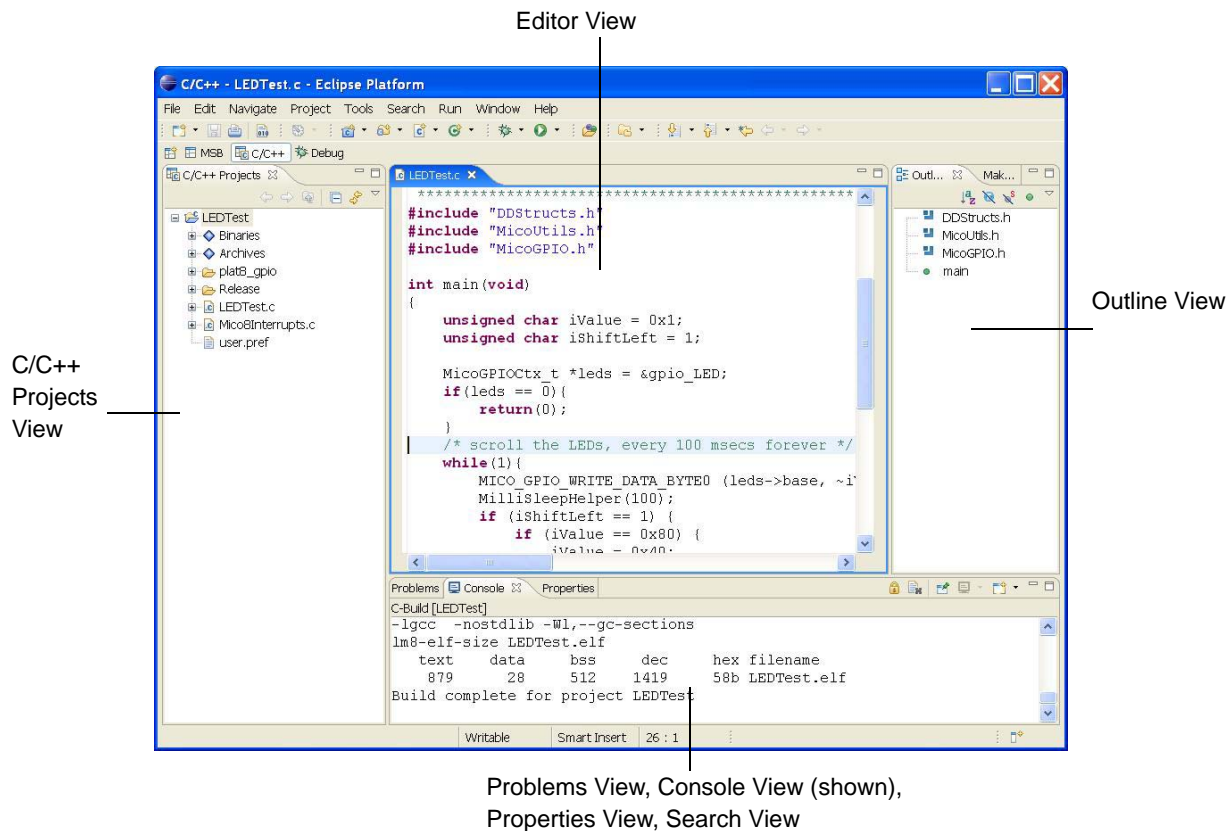 Editor View
C/C++ - LEDTest.c - Eclipse Platform
File Edit Navigate Project Tools Search Run Window Help
MSB C/C++ Debug
C/C++ Projects
LEDTest
Binaries
Archives
plat8_gpio
Release
LEDTest.c
Mico8Interrupts.c
user.pref
C/C++
Projects
View
LEDTest.c
**************************************************
#include "DDStructs.h"
#include "MicoUtils.h"
#include "MicoGPIO.h"
int main(void)
{
unsigned char iValue = 0x1;
unsigned char iShiftLeft = 1;
MicoGPIOCtx_t *leds = &gpio_LED;
if(leds == 0){
return(0);
}
/* scroll the LEDs, every 100 msecs forever */
while(1){
MICO_GPIO_WRITE_DATA_BYTE0 (leds->base, ~i
MilliSleepHelper(100);
if (iShiftLeft == 1) {
if (iValue == 0x80) {
iValue = 0x40;
Outl... Mak...
DDStructs.h
MicoUtils.h
MicoGPIO.h
main
Outline View
Problems Console Properties
C-Build [LEDTest]
-lgcc -nostdlib -Wl,--gc-sections
lm8-elf-size LEDTest.elf
text data bss dec hex filename
879 28 512 1419 58b LEDTest.elf
Build complete for project LEDTest
Writable Smart Insert 26 : 1
Problems View, Console View (shown),
Properties View, Search View